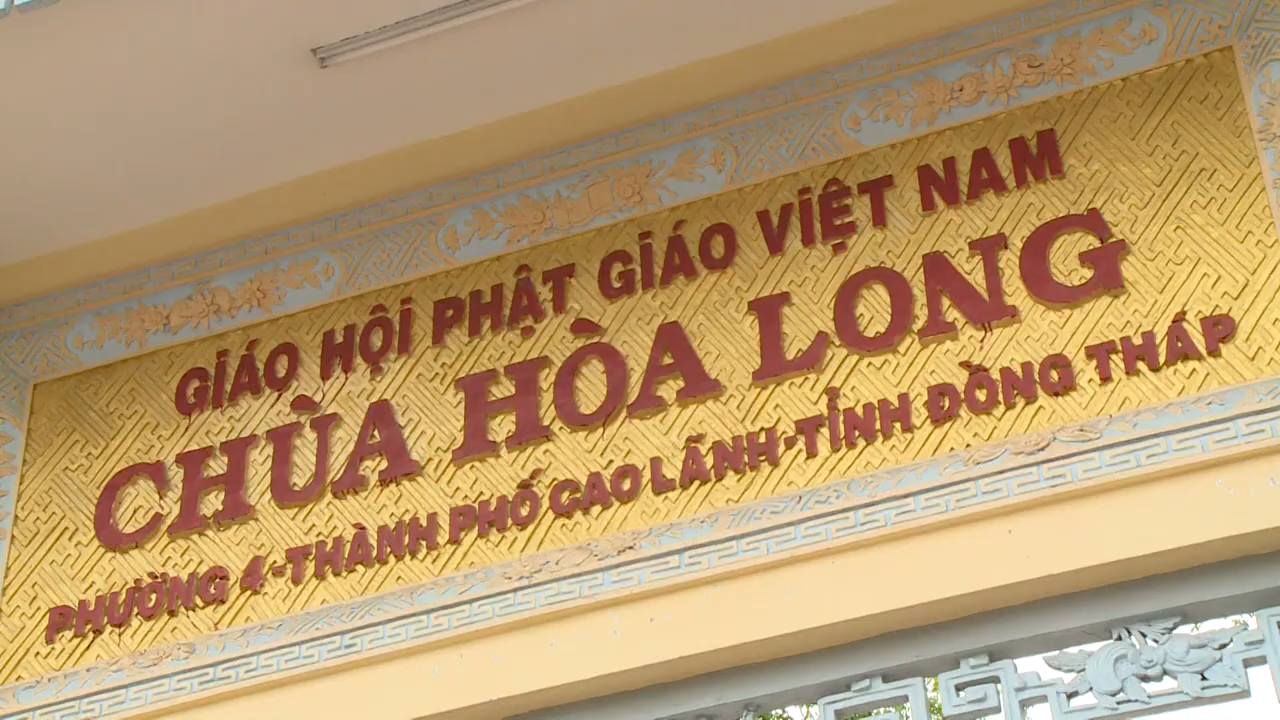 GIÁO HỘI PHẬT GIÁO VIỆT NAM
CHÙA HÒA LONG
PHƯỜNG 4-THÀNH PHỐ CAO LÃNH-TỈNH ĐỒNG THÁP